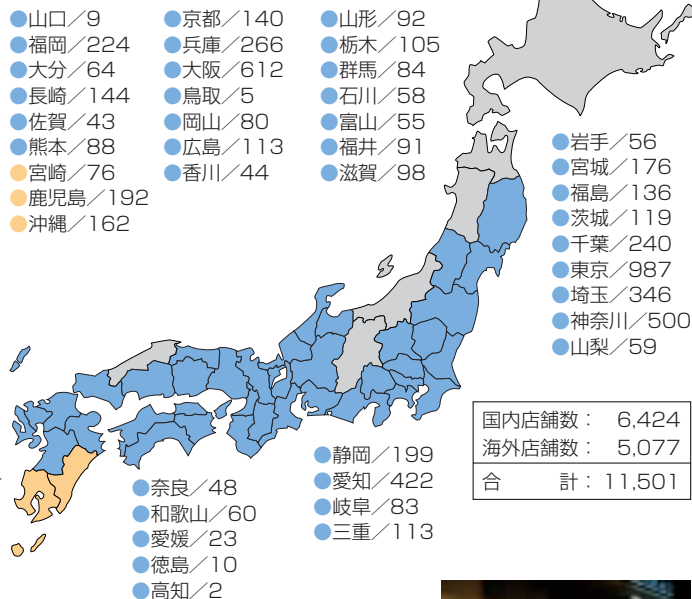 ●山口／9
●福岡／224
●大分／64
●長崎／144
●佐賀／43
●熊本／88
●宮崎／76
●鹿児島／192
●沖縄／162
●京都／140
●兵庫／266
●大阪／612
●鳥取／5
●岡山／80
●広島／113
●香川／44
●山形／92
●栃木／105
●群馬／84
●石川／58
●富山／55
●福井／91
●滋賀／98
●岩手／56
●宮城／176
●福島／136
●茨城／119
●千葉／240
●東京／987
●埼玉／346
●神奈川／500
●山梨／59
●静岡／199
●愛知／422
●岐阜／83
●三重／113
●奈良／48
●和歌山／60
●愛媛／23
●徳島／10
●高知／2
国内店舗数： 6,424
海外店舗数： 5,077
合　　計： 11,501